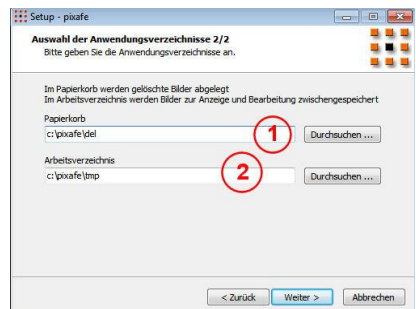 Setup - pixafe
Auswahl der Anwendungsverzeichnisse 2/2
Bitte geben Sie die Anwendungsverzeichnisse an.
Im Papierkorb werden gelöschte Bilder abgelegt
Im Arbeitsverzeichnis werden Bilder zur Anzeige und Bearbeitung zwischengespeichert
Papierkorb
c:\pixafe\del
1
Durchsuchen ...
Arbeitsverzeichnis
c:\pixafe\tmp
2
Durchsuchen ...
< Zurück
Weiter >
Abbrechen